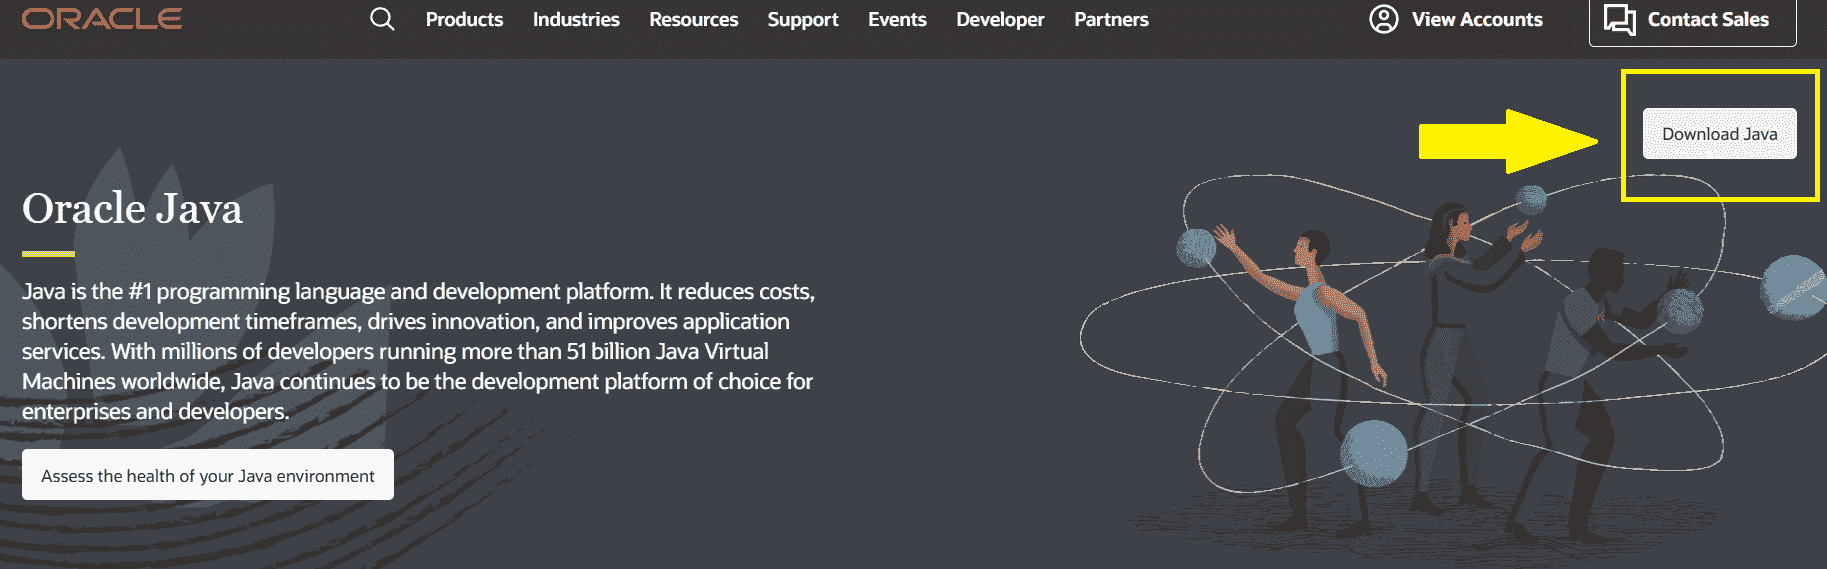 ORACLE
Products Industries Resources Support Events Developer Partners
View Accounts
Contact Sales
Download Java
Oracle Java
Java is the #1 programming language and development platform. It reduces costs,
shortens development timeframes, drives innovation, and improves application
services. With millions of developers running more than 51 billion Java Virtual
Machines worldwide, Java continues to be the development platform of choice for
enterprises and developers.
Assess the health of your Java environment